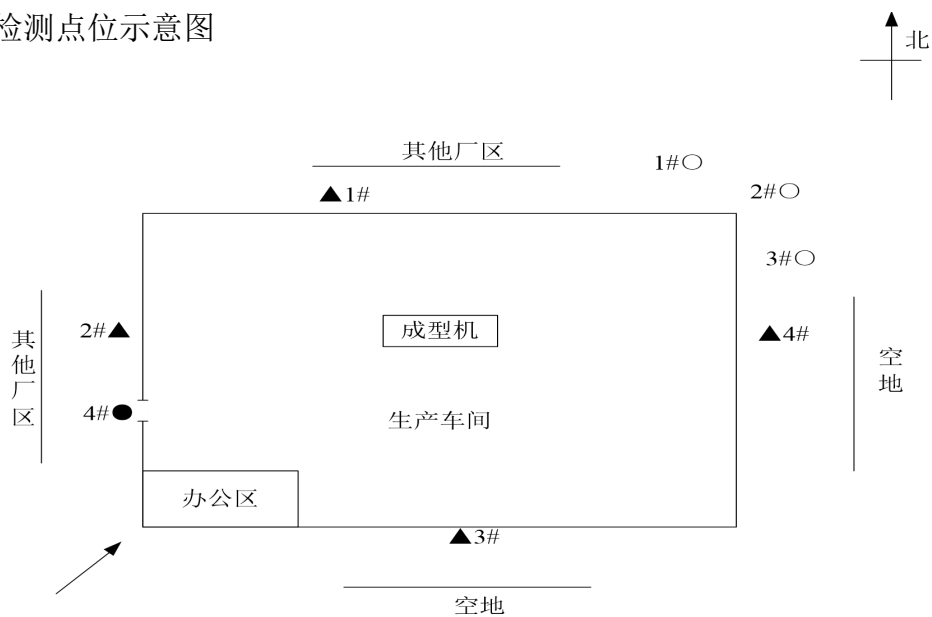 检测点位示意图
北
其他厂区
1#○
▲1#
2#○
3#○
其他厂区
2#▲
成型机
▲4#
空地
4#●
生产车间
办公区
▲3#
空地